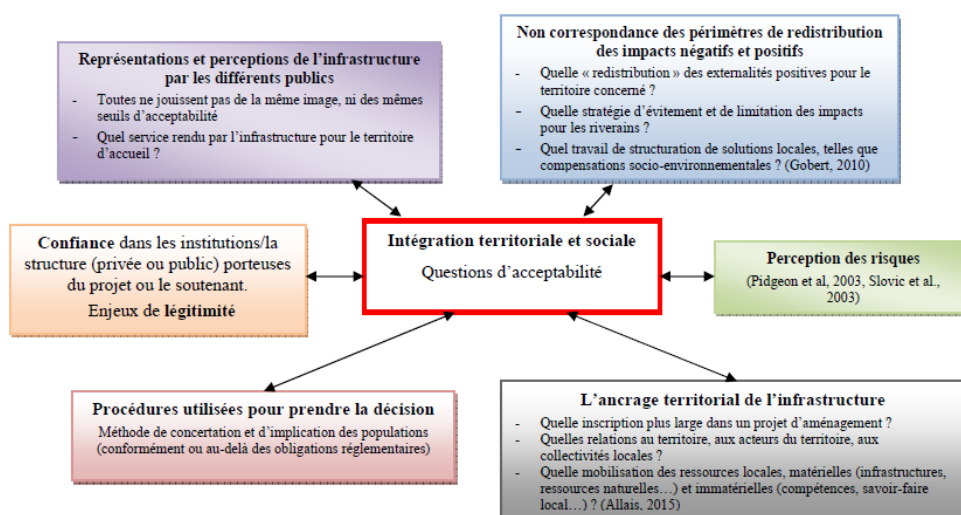 Représentations et perceptions de l'infrastructure
par les différents publics
- Toutes ne jouissent pas de la même image, ni des mêmes
seuils d'acceptabilité
- Quel service rendu par l'infrastructure pour le territoire
d'accueil ?
Non correspondance des périmètres de redistribution
des impacts négatifs et positifs
- Quelle « redistribution » des externalités positives pour le
territoire concerné ?
- Quelle stratégie d'évitement et de limitation des impacts
pour les riverains ?
- Quel travail de structuration de solutions locales, telles que
compensations socio-environnementales ? (Gobert, 2010)
Confiance dans les institutions/la
structure (privée ou public) porteuses
du projet ou le soutenant.
Enjeux de légitimité
Intégration territoriale et sociale
Questions d'acceptabilité
Perception des risques
(Pidgeon et al, 2003, Slovic et al.,
2003)
Procédures utilisées pour prendre la décision
Méthode de concertation et d'implication des populations
(conformément ou au-delà des obligations réglementaires)
L'ancrage territorial de l'infrastructure
- Quelle inscription plus large dans un projet d'aménagement ?
- Quelles relations au territoire, aux acteurs du territoire, aux
collectivités locales ?
- Quelle mobilisation des ressources locales, matérielles (infrastructures,
ressources naturelles…) et immatérielles (compétences, savoir-faire
local…) ? (Allais, 2015)